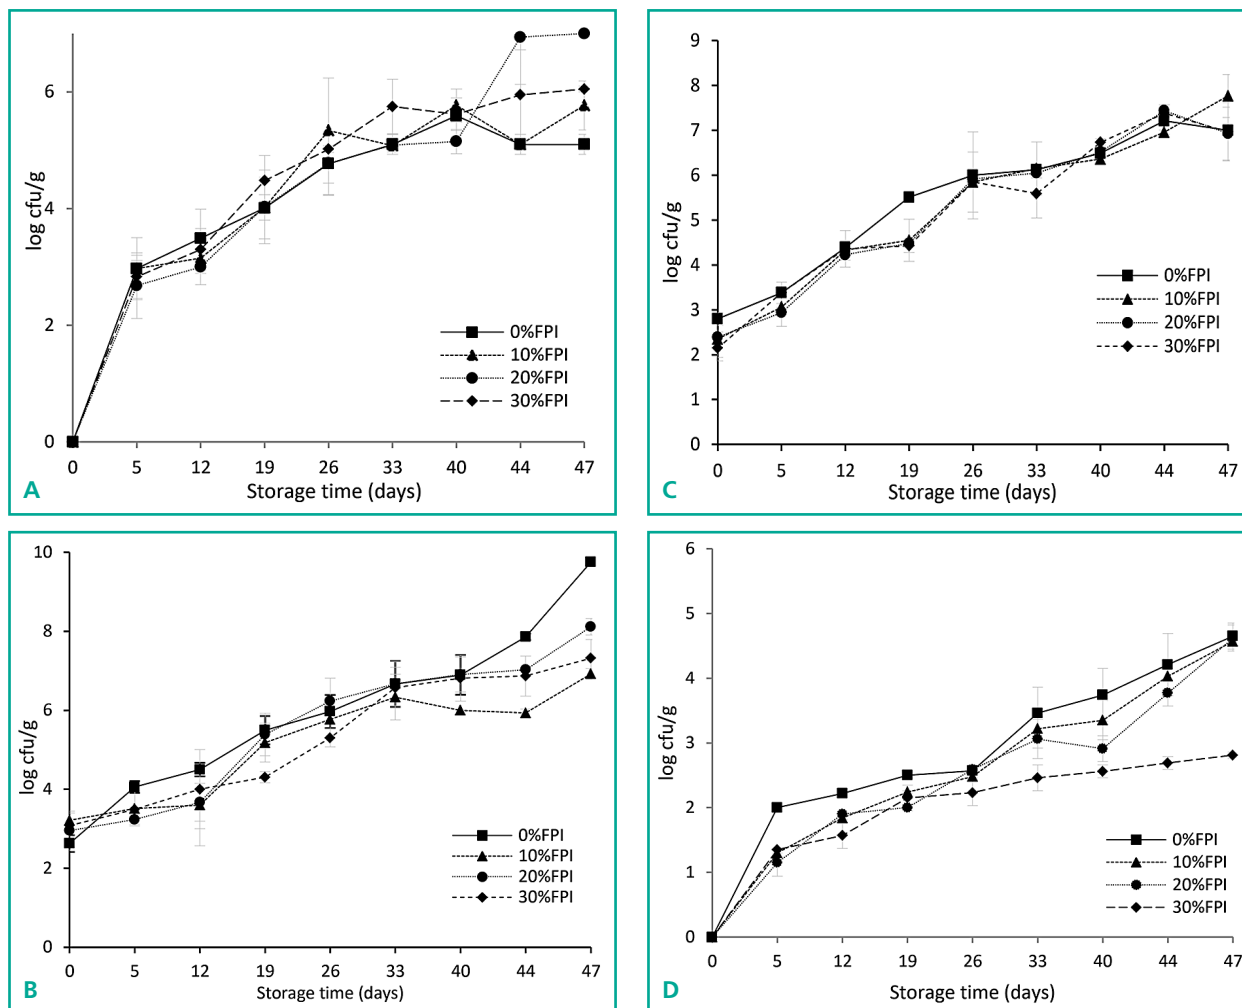 6
4
2
0
log cfu/g
0 5 12 19 26 33 40 44 47
Storage time (days)
0%FPI
10%FPI
20%FPI
30%FPI
A
9
8
7
6
5
4
3
2
1
0
log cfu/g
0 5 12 19 26 33 40 44 47
Storage time (days)
0%FPI
10%FPI
20%FPI
30%FPI
C
10
8
6
4
2
0
log cfu/g
0 5 12 19 26 33 40 44 47
Storage time (days)
0%FPI
10%FPI
20%FPI
30%FPI
B
6
5
4
3
2
1
0
log cfu/g
0 5 12 19 26 33 40 44 47
Storage time (days)
0%FPI
10%FPI
20%FPI
30%FPI
D